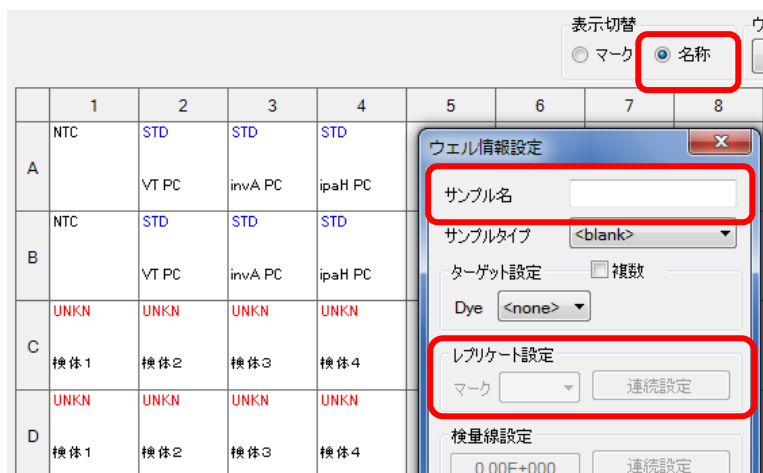 表示切替
マーク 名称
1 2 3 4 5 6 7 8
NTC STD STD STD
A
VT PC invA PC ipaH PC
NTC STD STD STD
B
VT PC invA PC ipaH PC
UNKN UNKN UNKN UNKN
C
検体1 検体2 検体3 検体4
UNKN UNKN UNKN UNKN
D
検体1 検体2 検体3 検体4
ウェル情報設定
サンプル名
サンプルタイプ <blank>
ターゲット設定 複数
Dye <none>
レプリケート設定
マーク 連続設定
検量線設定
0.00E+000 連続設定